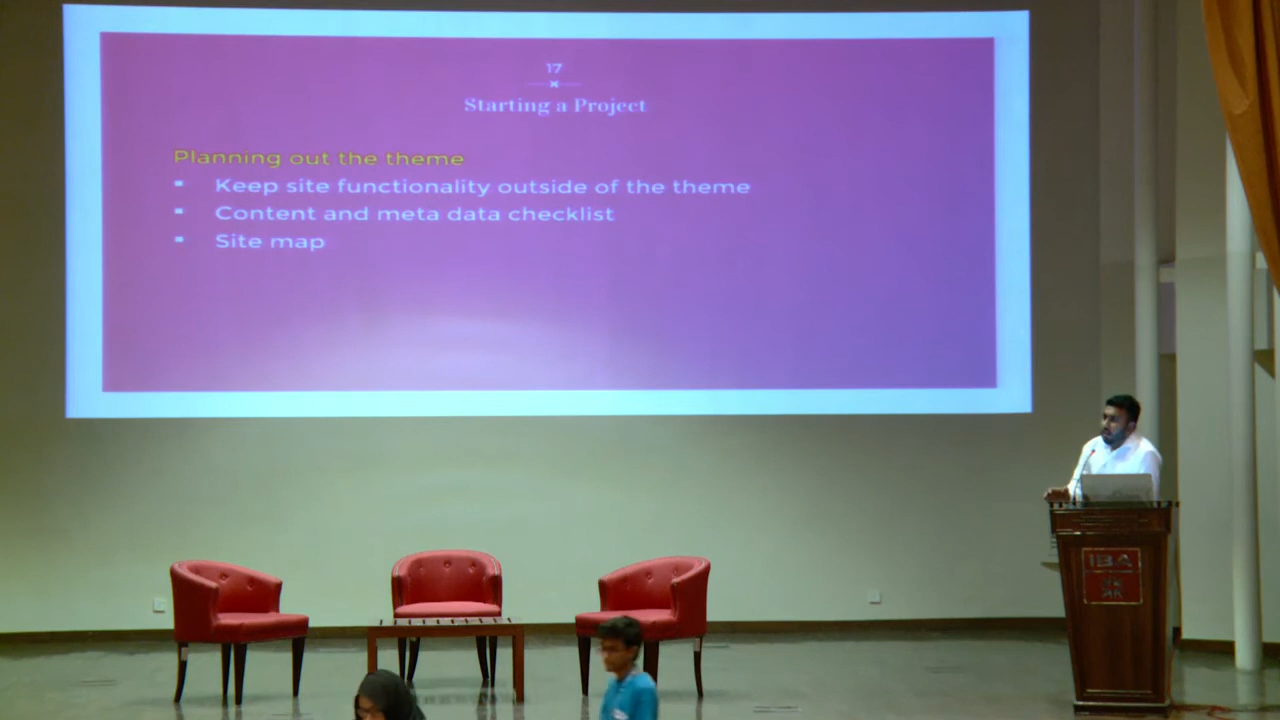 17
Starting a Project
Planning out the theme
▪ Keep site functionality outside of the theme
▪ Content and meta data checklist
▪ Site map
iBA